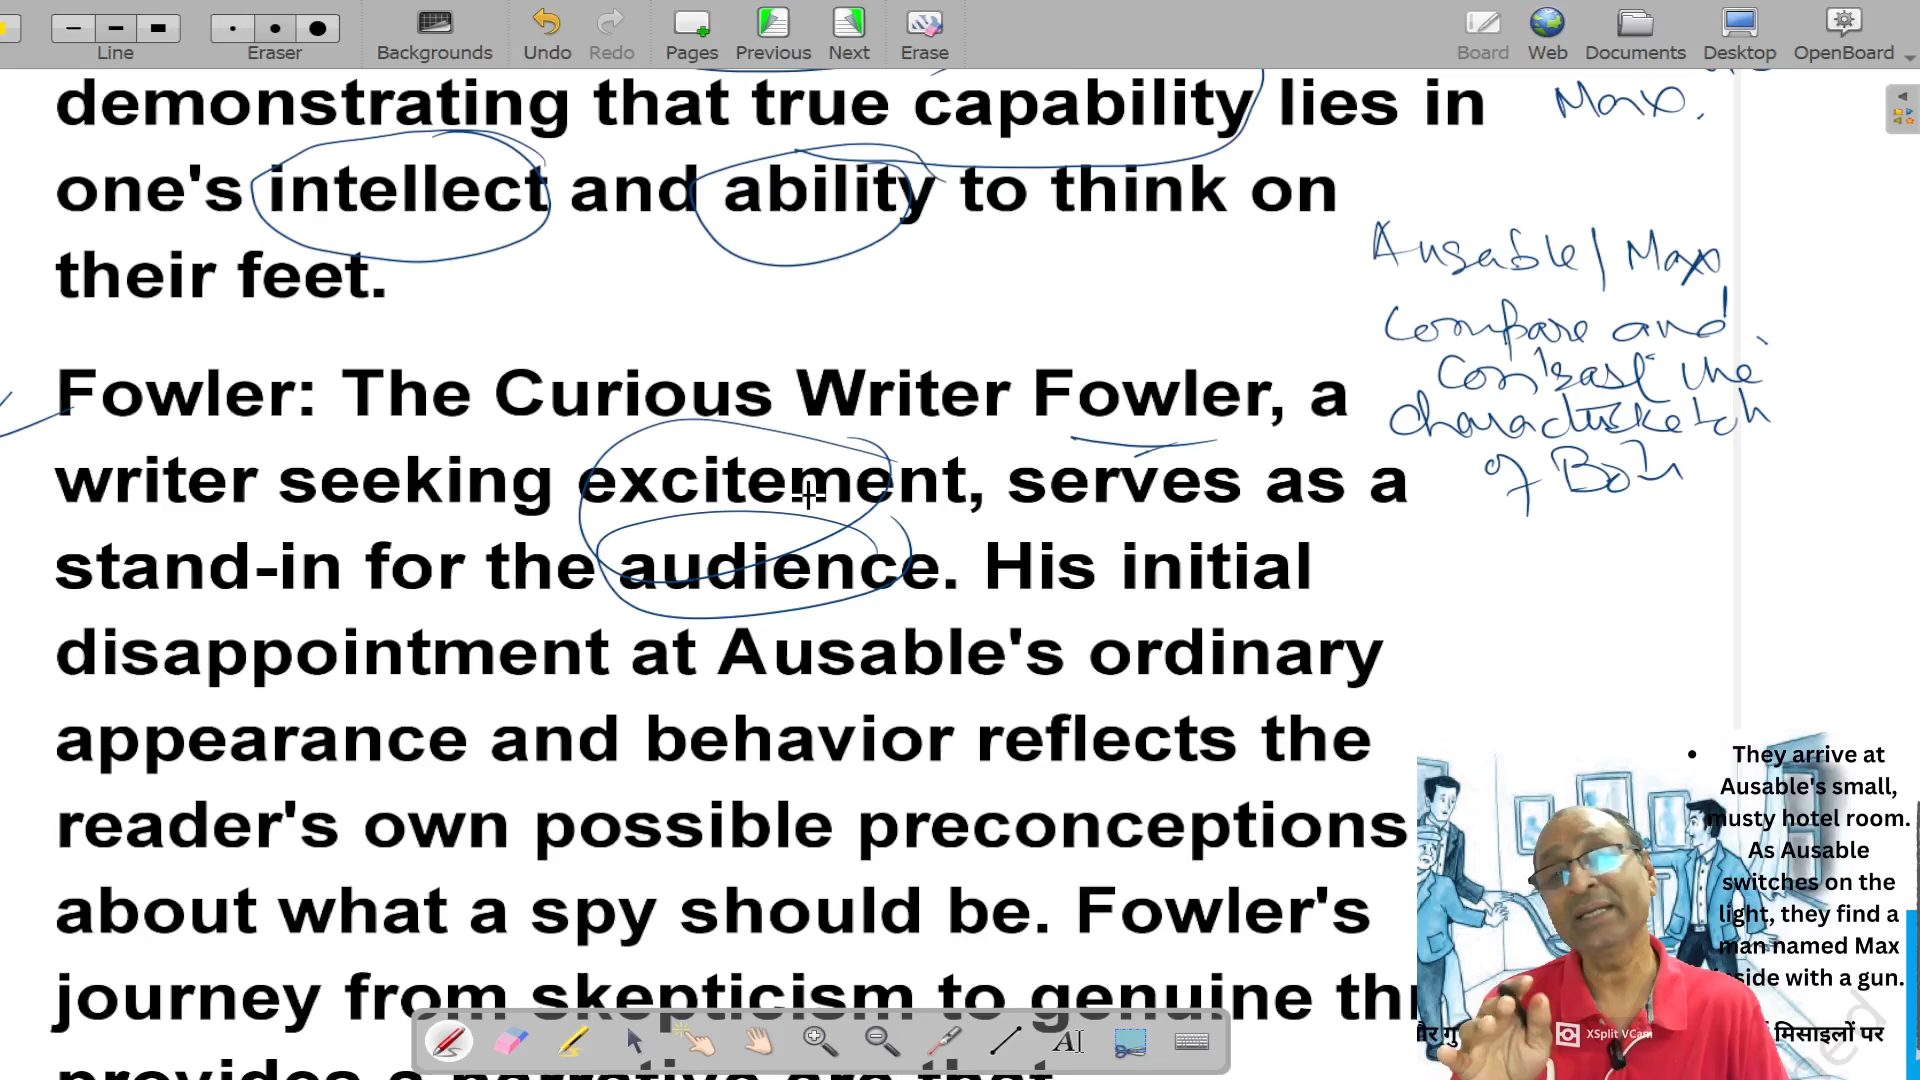 Line
Eraser
Backgrounds
Undo
Redo
Pages
Previous
Next
Erase
Board
Web
Documents
Desktop
OpenBoard
demonstrating that true capability lies in
one's intellect and ability to think on
their feet.
Max.
Ausable/Max
Compare and
Contrast the
of Both
Fowler: The Curious Writer Fowler, a
writer seeking excitement, serves as a
stand-in for the audience. His initial
disappointment at Ausable's ordinary
appearance and behavior reflects the
reader's own possible preconceptions
about what a spy should be. Fowler's
journey from skepticism to genuine
• They arrive at
Ausable's small,
musty hotel room.
As Ausable
switches on the
light, they find a
man named Max
side with a gun.
XSplit VCam
मिसाइलों पर
AI